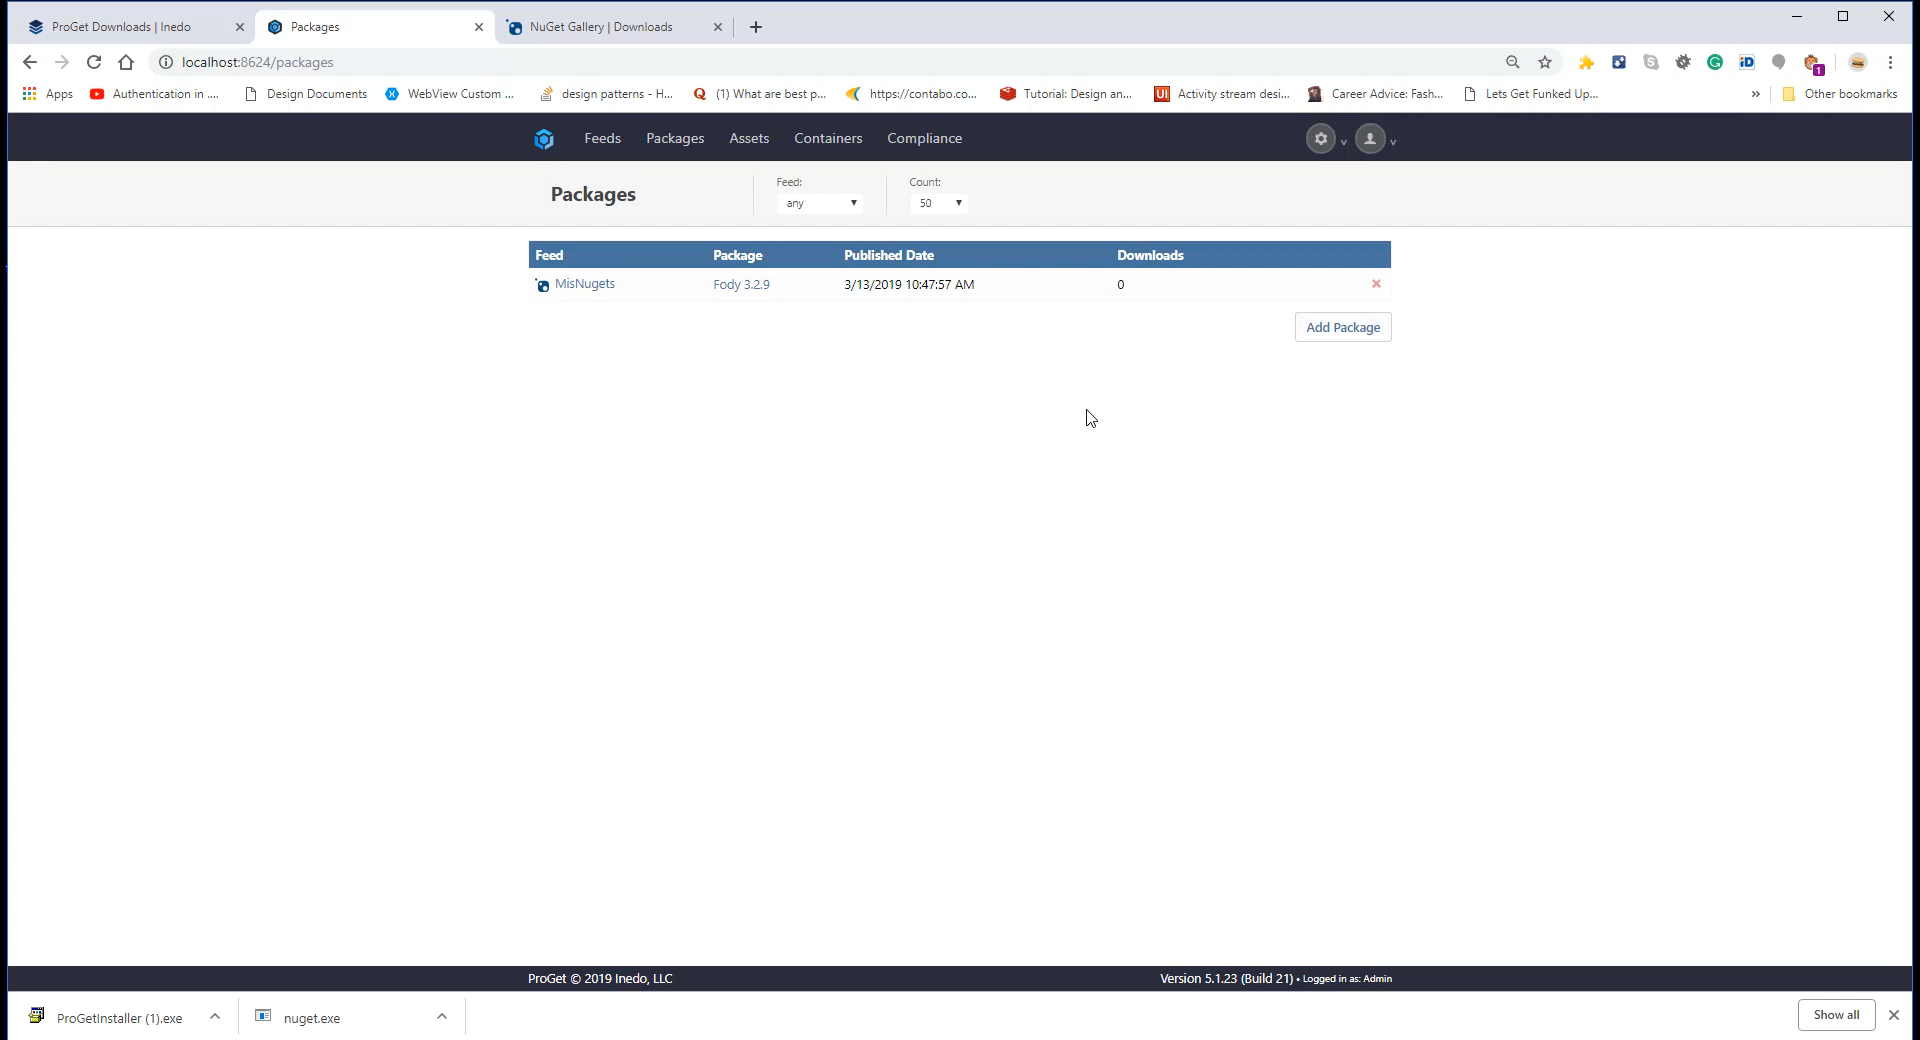 ProGet Downloads | Inedo
Packages
NuGet Gallery | Downloads
localhost:8624/packages
Apps
Authentication in ....
Design Documents
WebView Custom ...
design patterns - H...
(1) What are best p...
https://contabo.co...
Tutorial: Design an...
UI
Activity stream desi...
Career Advice: Fash...
Lets Get Funked Up...
»
Other bookmarks
iD
1
Feeds
Packages
Assets
Containers
Compliance
Packages
Feed:
any
Count:
50
Feed
Package
Published Date
Downloads
MisNugets
Fody 3.2.9
3/13/2019 10:47:57 AM
0
Add Package
ProGet © 2019 Inedo, LLC
Version 5.1.23 (Build 21) • Logged in as: Admin
ProGetInstaller (1).exe
nuget.exe
Show all